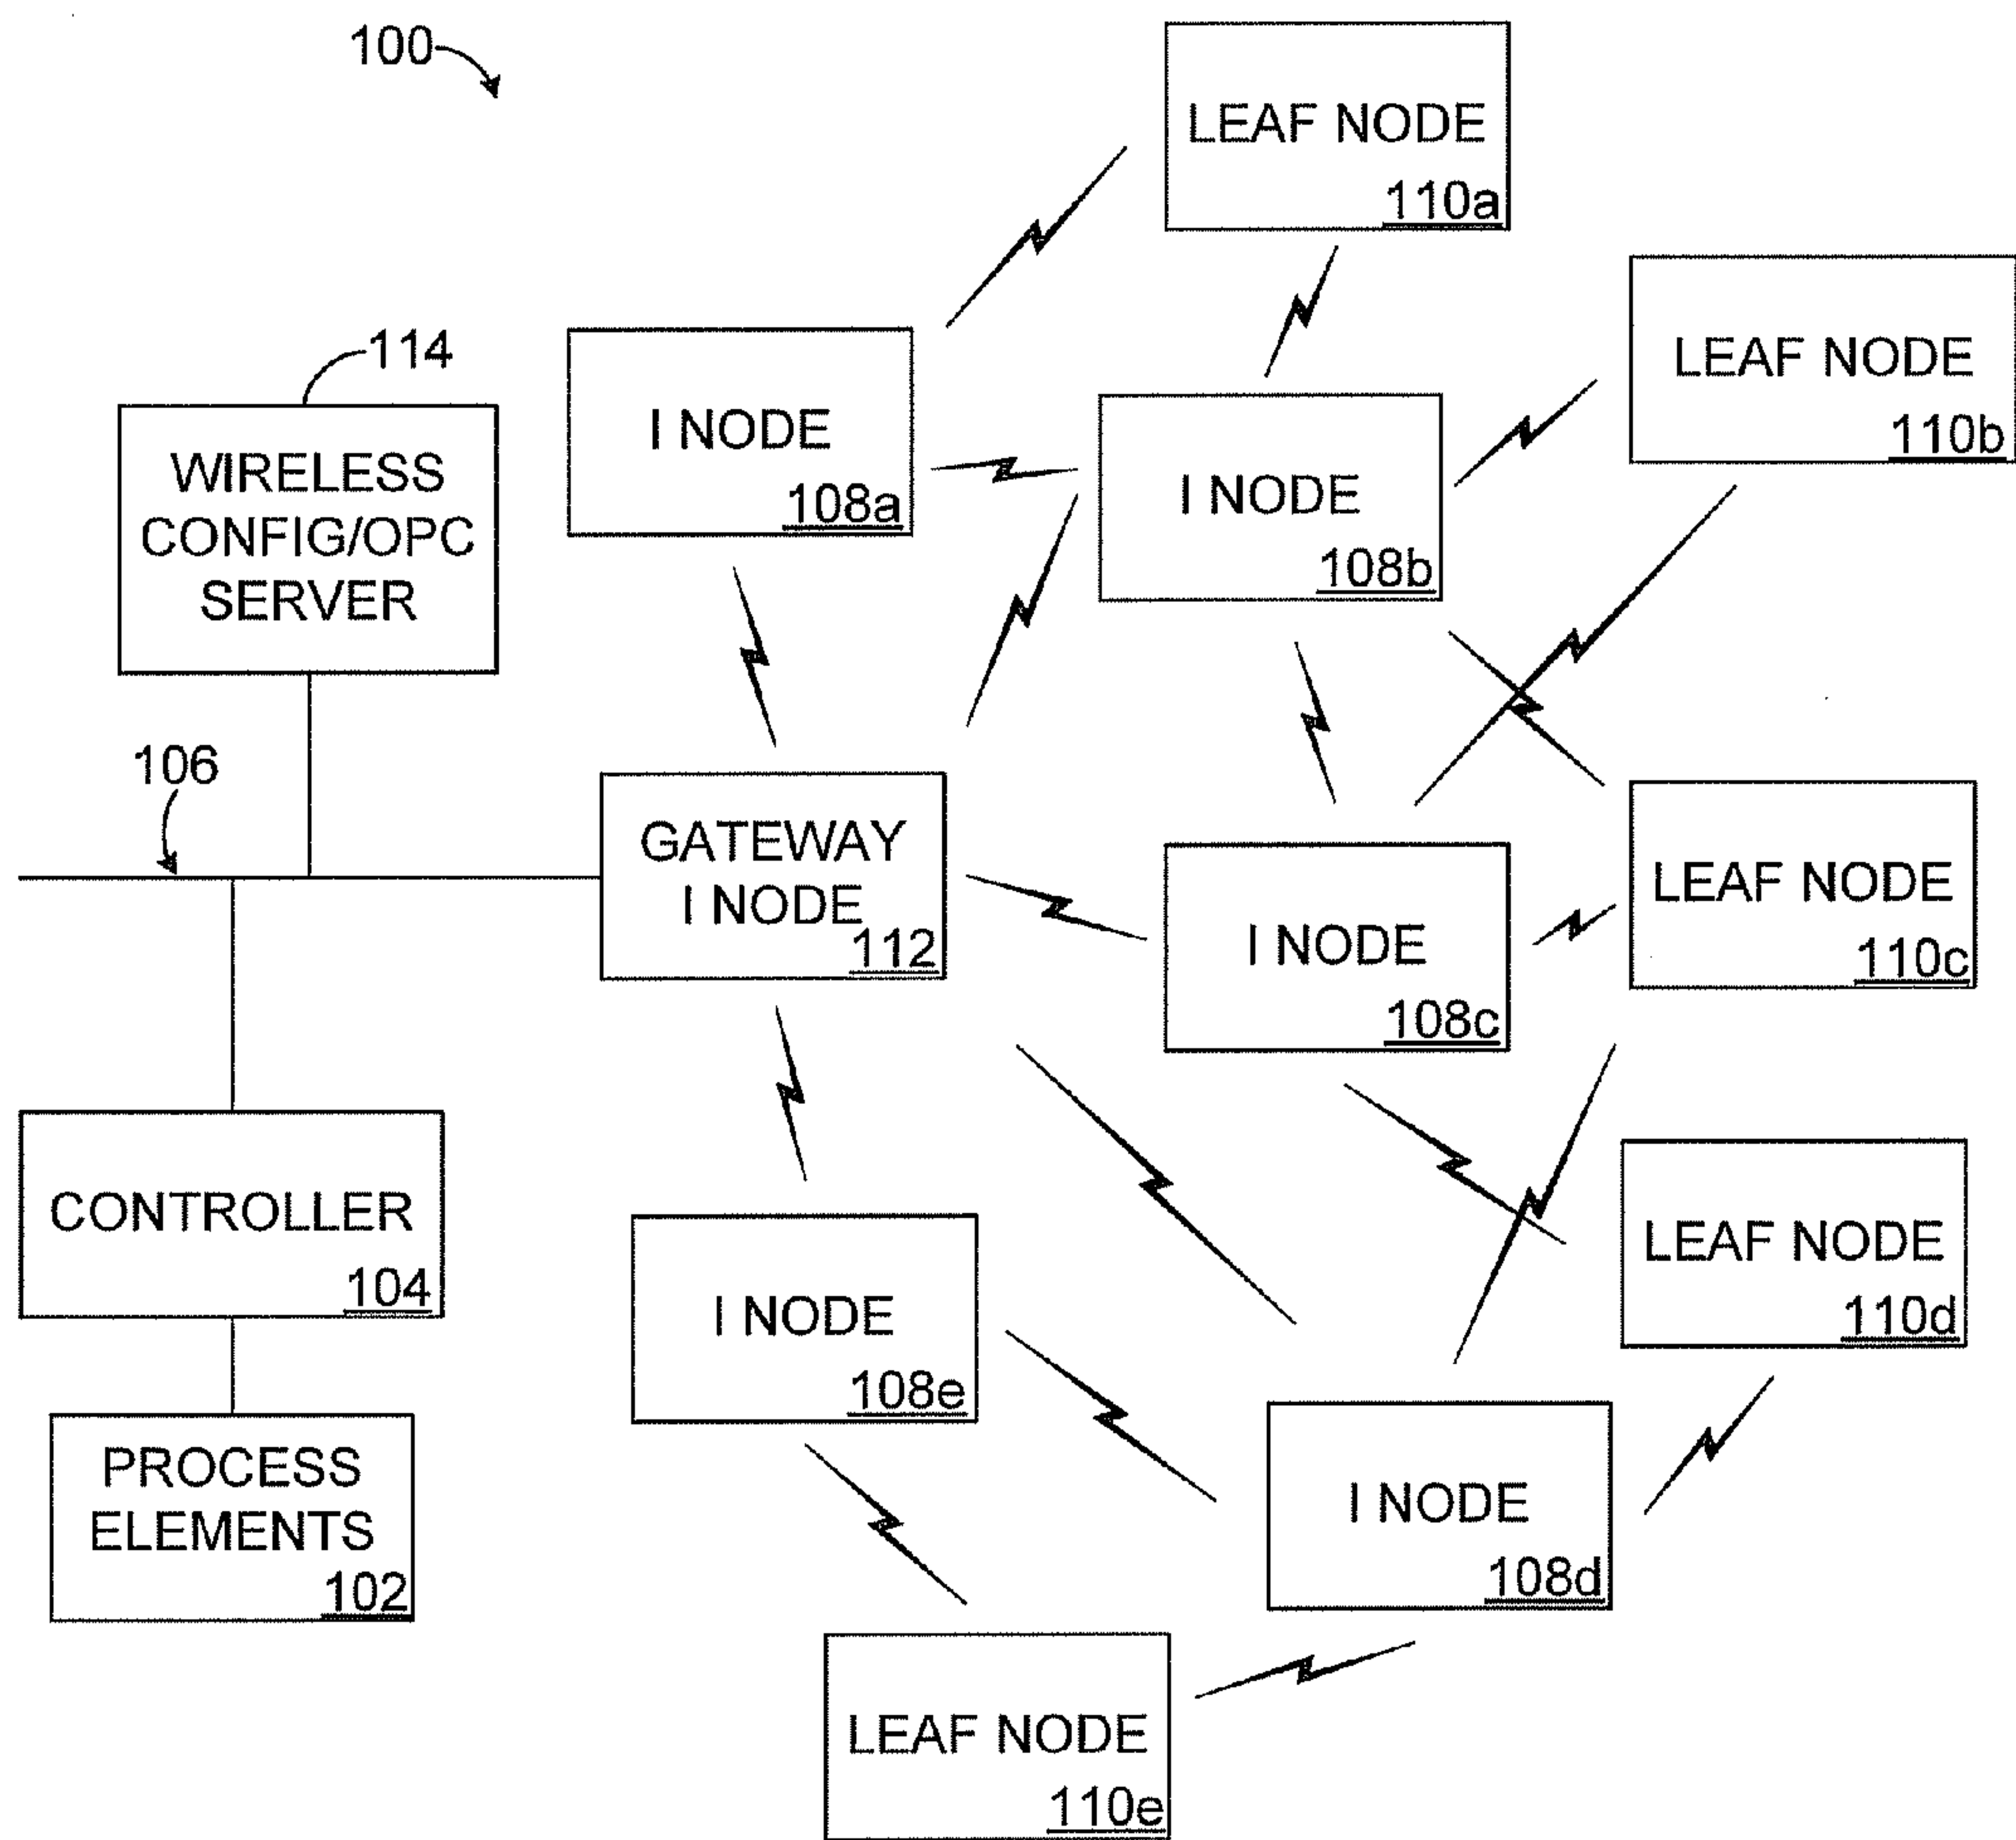 100
LEAF NODE
110a
LEAF NODE
110b
114
I NODE
108a
WIRELESS
CONFIG/OPC
SERVER
I NODE
108b
106
GATEWAY
I NODE
112
LEAF NODE
110c
I NODE
108c
CONTROLLER
104
LEAF NODE
110d
I NODE
108e
PROCESS
ELEMENTS
102
I NODE
108d
LEAF NODE
110e